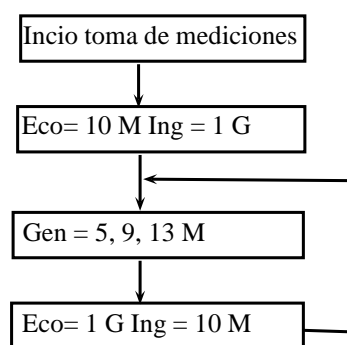 Incio toma de mediciones
Eco= 10 M Ing = 1 G
Gen = 5, 9, 13 M
Eco= 1 G Ing = 10 M